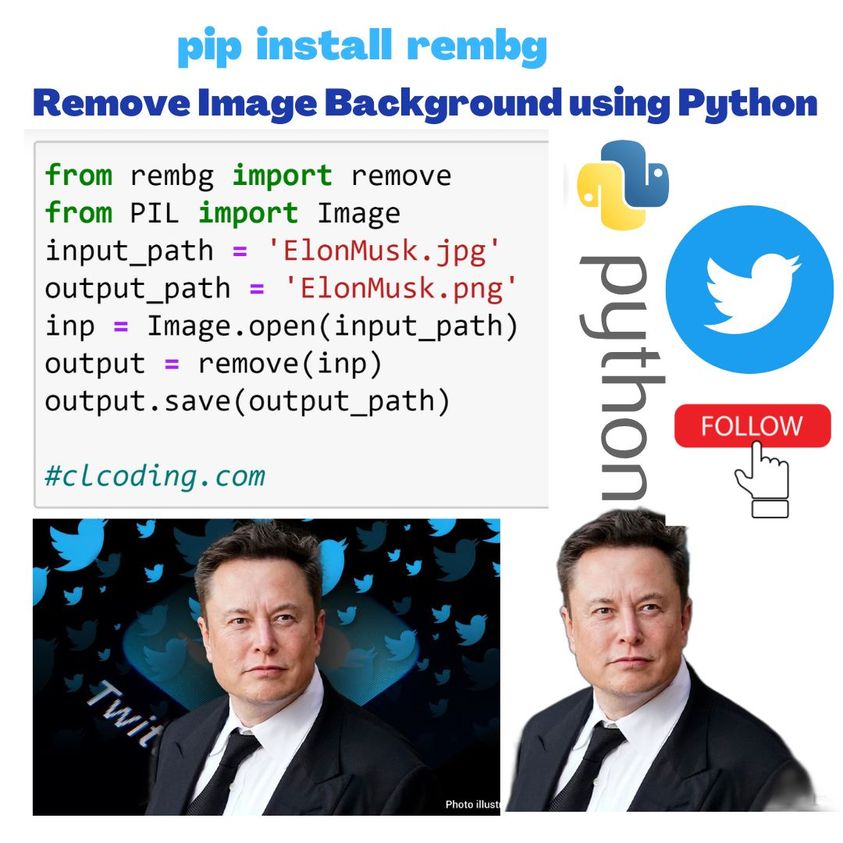 pip install rembg
Remove Image Background using Python
from rembg import remove
from PIL import Image
input_path = 'ElonMusk.jpg'
output_path = 'ElonMusk.png'
inp = Image.open(input_path)
output = remove(inp)
output.save(output_path)
#clcoding.com
python
FOLLOW
Twit
Photo illust